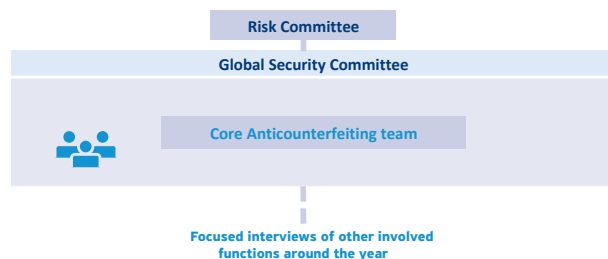 Risk Committee
Global Security Committee
Core Anticounterfeiting team
Focused interviews of other involved
functions around the year